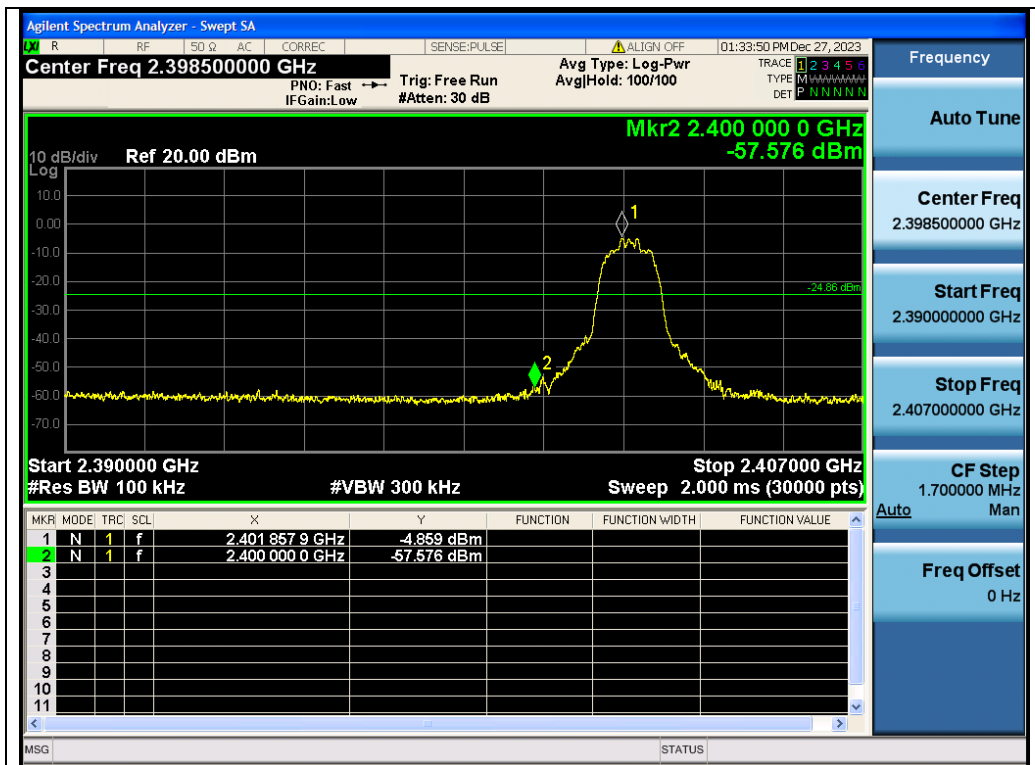 Agilent Spectrum Analyzer - Swept SA
LXI R RF 50 Ω AC CORREC SENSE:PULSE ALIGN OFF 01:33:50 PM Dec 27, 2023
Center Freq 2.398500000 GHz
PNO: Fast
IFGain:Low
Trig: Free Run
#Atten: 30 dB
Avg Type: Log-Pwr
Avg|Hold: 100/100
TRACE 1 2 3 4 5 6
TYPE M
DET P N N N N N
Mkr2 2.400 000 0 GHz
-57.576 dBm
10 dB/div Ref 20.00 dBm
Log
10.0
0.00
-10.0
-20.0
-30.0
-40.0
-50.0
-60.0
-70.0
1
-24.86 dBm
2
Start 2.390000 GHz Stop 2.407000 GHz
#Res BW 100 kHz #VBW 300 kHz Sweep 2.000 ms (30000 pts)
MKR MODE TRC SCL X Y FUNCTION FUNCTION WIDTH FUNCTION VALUE
1 N 1 f 2.401 857 9 GHz -4.859 dBm
2 N 1 f 2.400 000 0 GHz -57.576 dBm
3
4
5
6
7
8
9
10
11
MSG STATUS
Frequency
Auto Tune
Center Freq
2.398500000 GHz
Start Freq
2.390000000 GHz
Stop Freq
2.407000000 GHz
CF Step
1.700000 MHz
Auto Man
Freq Offset
0 Hz